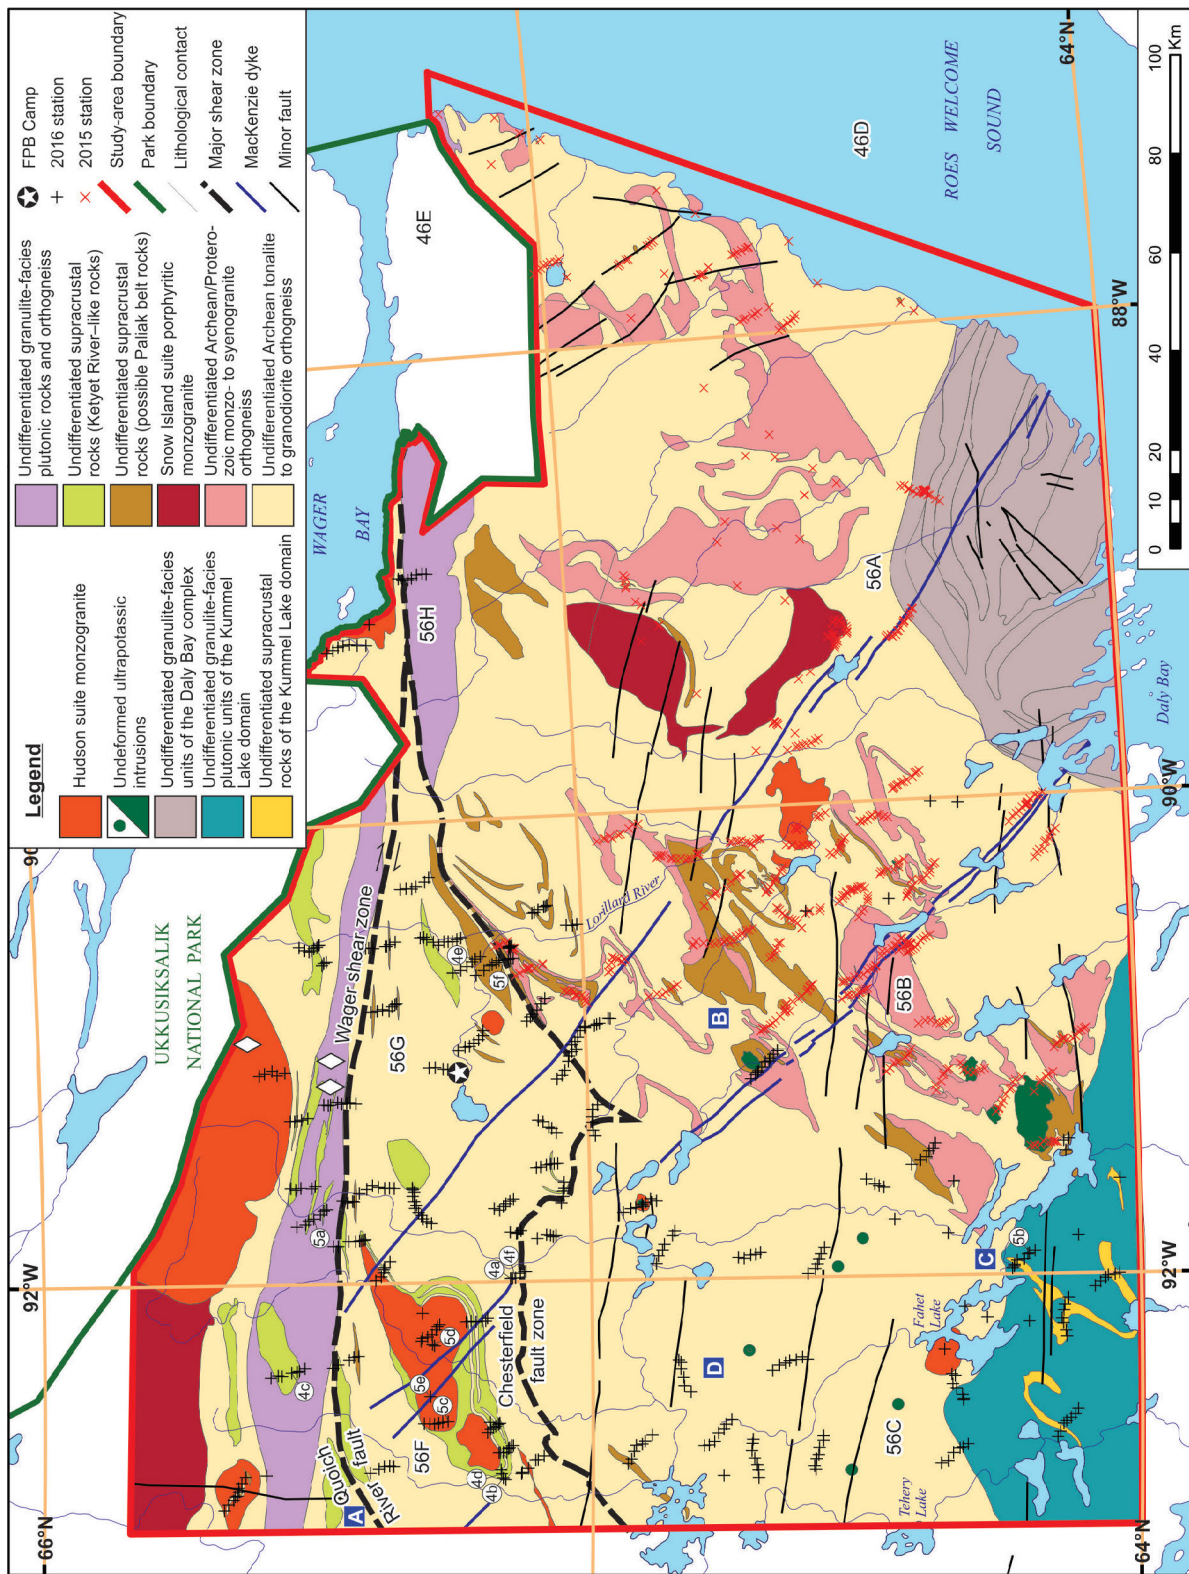 Legend
Hudson suite monzogranite
Undeformed ultrapotassic
intrusions
Undifferentiated granulite-facies
units of the Daly Bay complex
Undifferentiated granulite-facies
plutonic units of the Kummel
Lake domain
Undifferentiated supracrustal
rocks of the Kummel Lake domain
Undifferentiated granulite-facies
plutonic rocks and orthogneiss
Undifferentiated supracrustal
rocks (Ketyet River–like rocks)
Undifferentiated supracrustal
rocks (possible Paliak belt rocks)
Snow Island suite porphyritic
monzogranite
Undifferentiated Archean/Protero-
zoic monzo- to syenogranite
orthogneiss
Undifferentiated Archean tonalite
to granodiorite orthogneiss
FPB Camp
2016 station
2015 station
Study-area boundary
Park boundary
Lithological contact
Major shear zone
MacKenzie dyke
Minor fault
66°N
92°W
90
UKKUSIKSALIK
NATIONAL PARK
WAGER
BAY
46E
56H
Wager shear zone
56G
4e
5f
5a
4c
Quoich
River fault
A
56F
5e
5c
5d
4d
4b
4a
4f
Chesterfield
fault zone
Lorillard River
B
56B
56A
46D
ROES WELCOME
SOUND
Daly Bay
D
C
5b
56C
Fahet
Lake
Tehery
Lake
64°N
92°W
90°W
88°W
64°N
0 10 20 40 60 80 100
Km